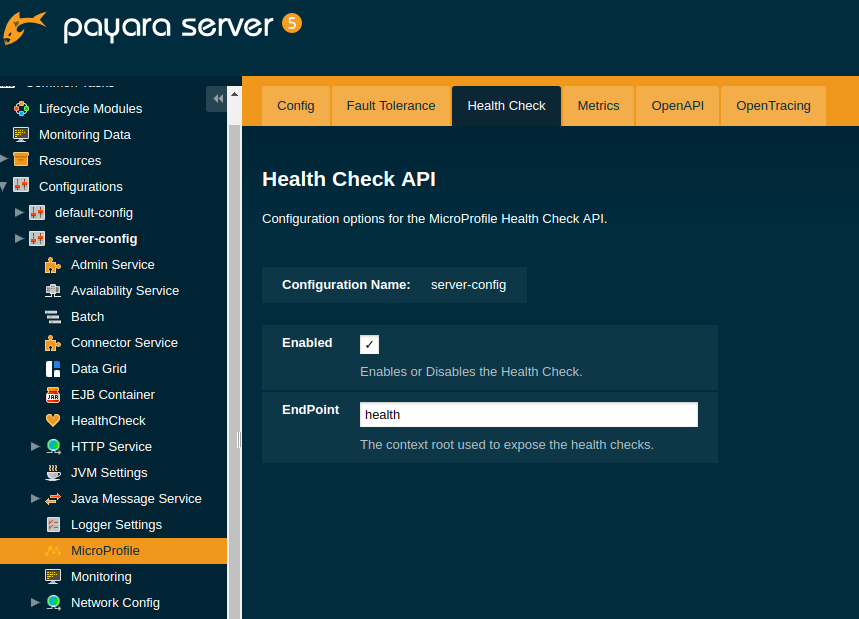 payara server 5
Config
Fault Tolerance
Health Check
Metrics
OpenAPI
OpenTracing
Common Tasks
Lifecycle Modules
Monitoring Data
Resources
Configurations
default-config
server-config
Admin Service
Availability Service
Batch
Connector Service
Data Grid
EJB Container
HealthCheck
HTTP Service
JVM Settings
Java Message Service
Logger Settings
MicroProfile
Monitoring
Network Config
Health Check API
Configuration options for the MicroProfile Health Check API.
Configuration Name: server-config
Enabled
Enables or Disables the Health Check.
EndPoint health
The context root used to expose the health checks.